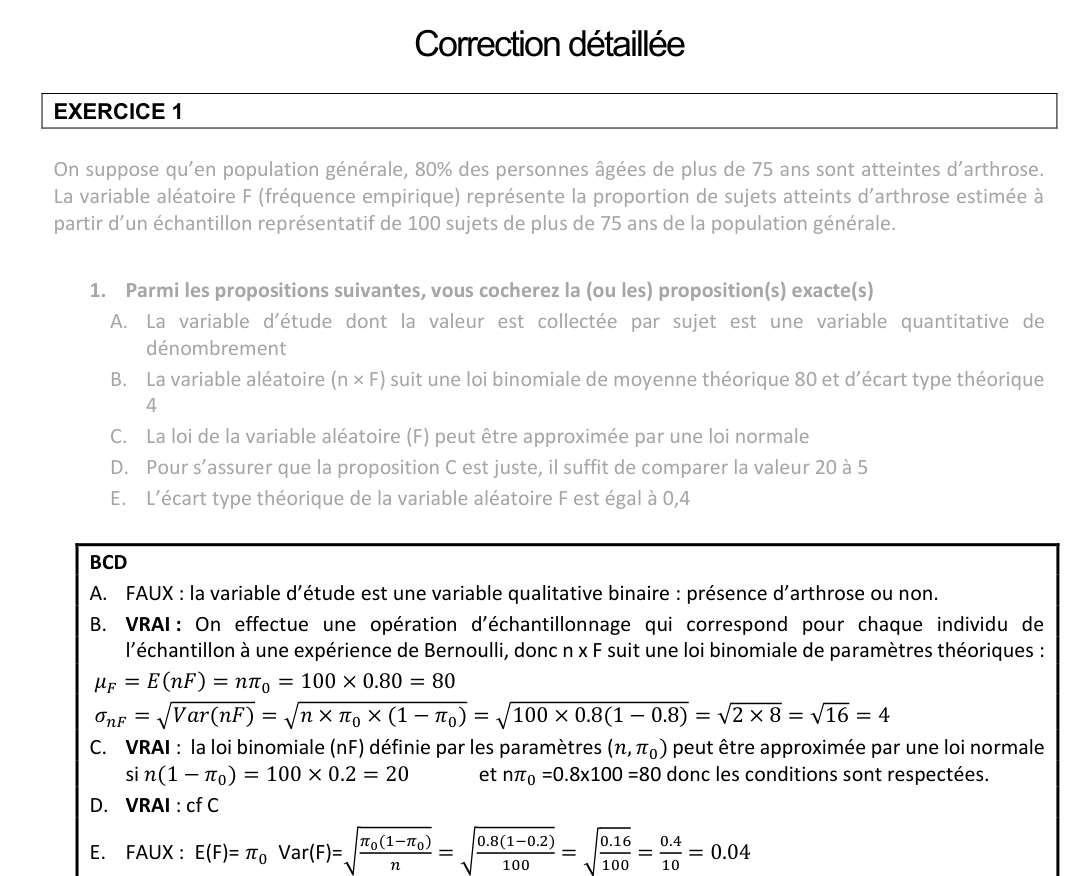 Correction détaillée
EXERCICE 1
On suppose qu'en population générale, 80% des personnes âgées de plus de 75 ans sont atteintes d'arthrose.
La variable aléatoire F (fréquence empirique) représente la proportion de sujets atteints d'arthrose estimée à
partir d'un échantillon représentatif de 100 sujets de plus de 75 ans de la population générale.
1. Parmi les propositions suivantes, vous cocherez la (ou les) proposition(s) exacte(s)
A. La variable d'étude dont la valeur est collectée par sujet est une variable quantitative de
dénombrement
B. La variable aléatoire (n × F) suit une loi binomiale de moyenne théorique 80 et d'écart type théorique
4
C. La loi de la variable aléatoire (F) peut être approximée par une loi normale
D. Pour s'assurer que la proposition C est juste, il suffit de comparer la valeur 20 à 5
E. L'écart type théorique de la variable aléatoire F est égal à 0,4
BCD
A. FAUX : la variable d'étude est une variable qualitative binaire : présence d'arthrose ou non.
B. VRAI : On effectue une opération d'échantillonnage qui correspond pour chaque individu de
l'échantillon à une expérience de Bernoulli, donc n x F suit une loi binomiale de paramètres théoriques :
μ_F = E(nF) = nπ₀ = 100 × 0.80 = 80
σ_nF = √Var(nF) = √(n × π₀ × (1 − π₀)) = √(100 × 0.8(1 − 0.8)) = √(2 × 8) = √16 = 4
C. VRAI : la loi binomiale (nF) définie par les paramètres (n, π₀) peut être approximée par une loi normale
si n(1 − π₀) = 100 × 0.2 = 20 et nπ₀ =0.8x100 =80 donc les conditions sont respectées.
D. VRAI : cf C
E. FAUX : E(F)= π₀ Var(F)=√(π₀(1−π₀)/n) = √(0.8(1−0.2)/100) = √(0.16/100) = 0.4/10 = 0.04